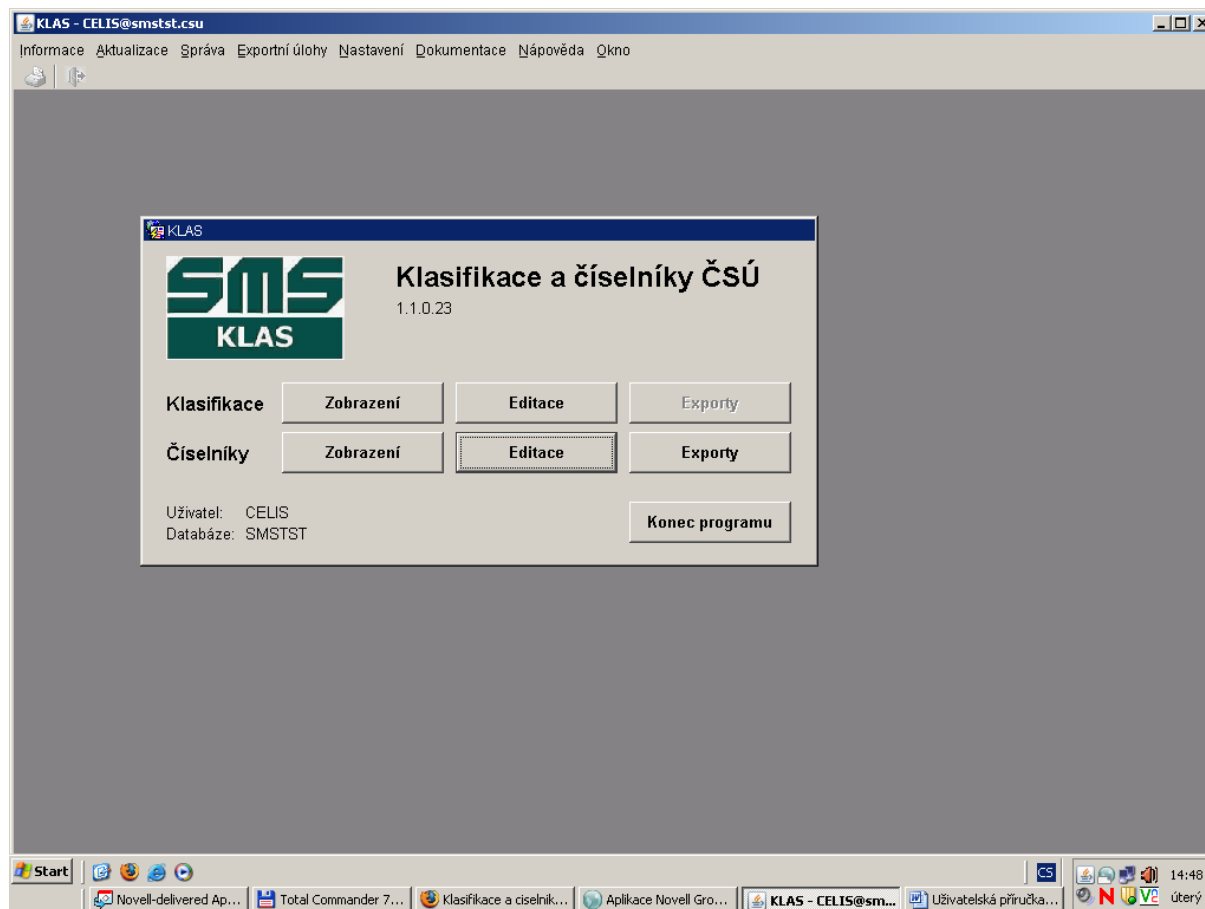 KLAS - CELIS@smstst.csu
Informace Aktualizace Správa Exportní úlohy Nastavení Dokumentace Nápověda Okno
KLAS
SMS
KLAS
Klasifikace a číselníky ČSÚ
1.1.0.23
Klasifikace Zobrazení Editace Exporty
Číselníky Zobrazení Editace Exporty
Uživatel: CELIS
Databáze: SMSTST
Konec programu
Start
CS
14:48
Novell-delivered Ap... Total Commander 7... Klasifikace a ciselnik... Aplikace Novell Gro... KLAS - CELIS@sm... Uživatelská příručka...
úterý